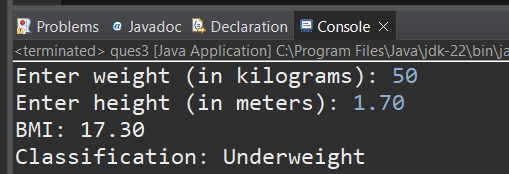 Problems @ Javadoc Declaration Console ×
<terminated> ques3 [Java Application] C:\Program Files\Java\jdk-22\bin\ja
Enter weight (in kilograms): 50
Enter height (in meters): 1.70
BMI: 17.30
Classification: Underweight